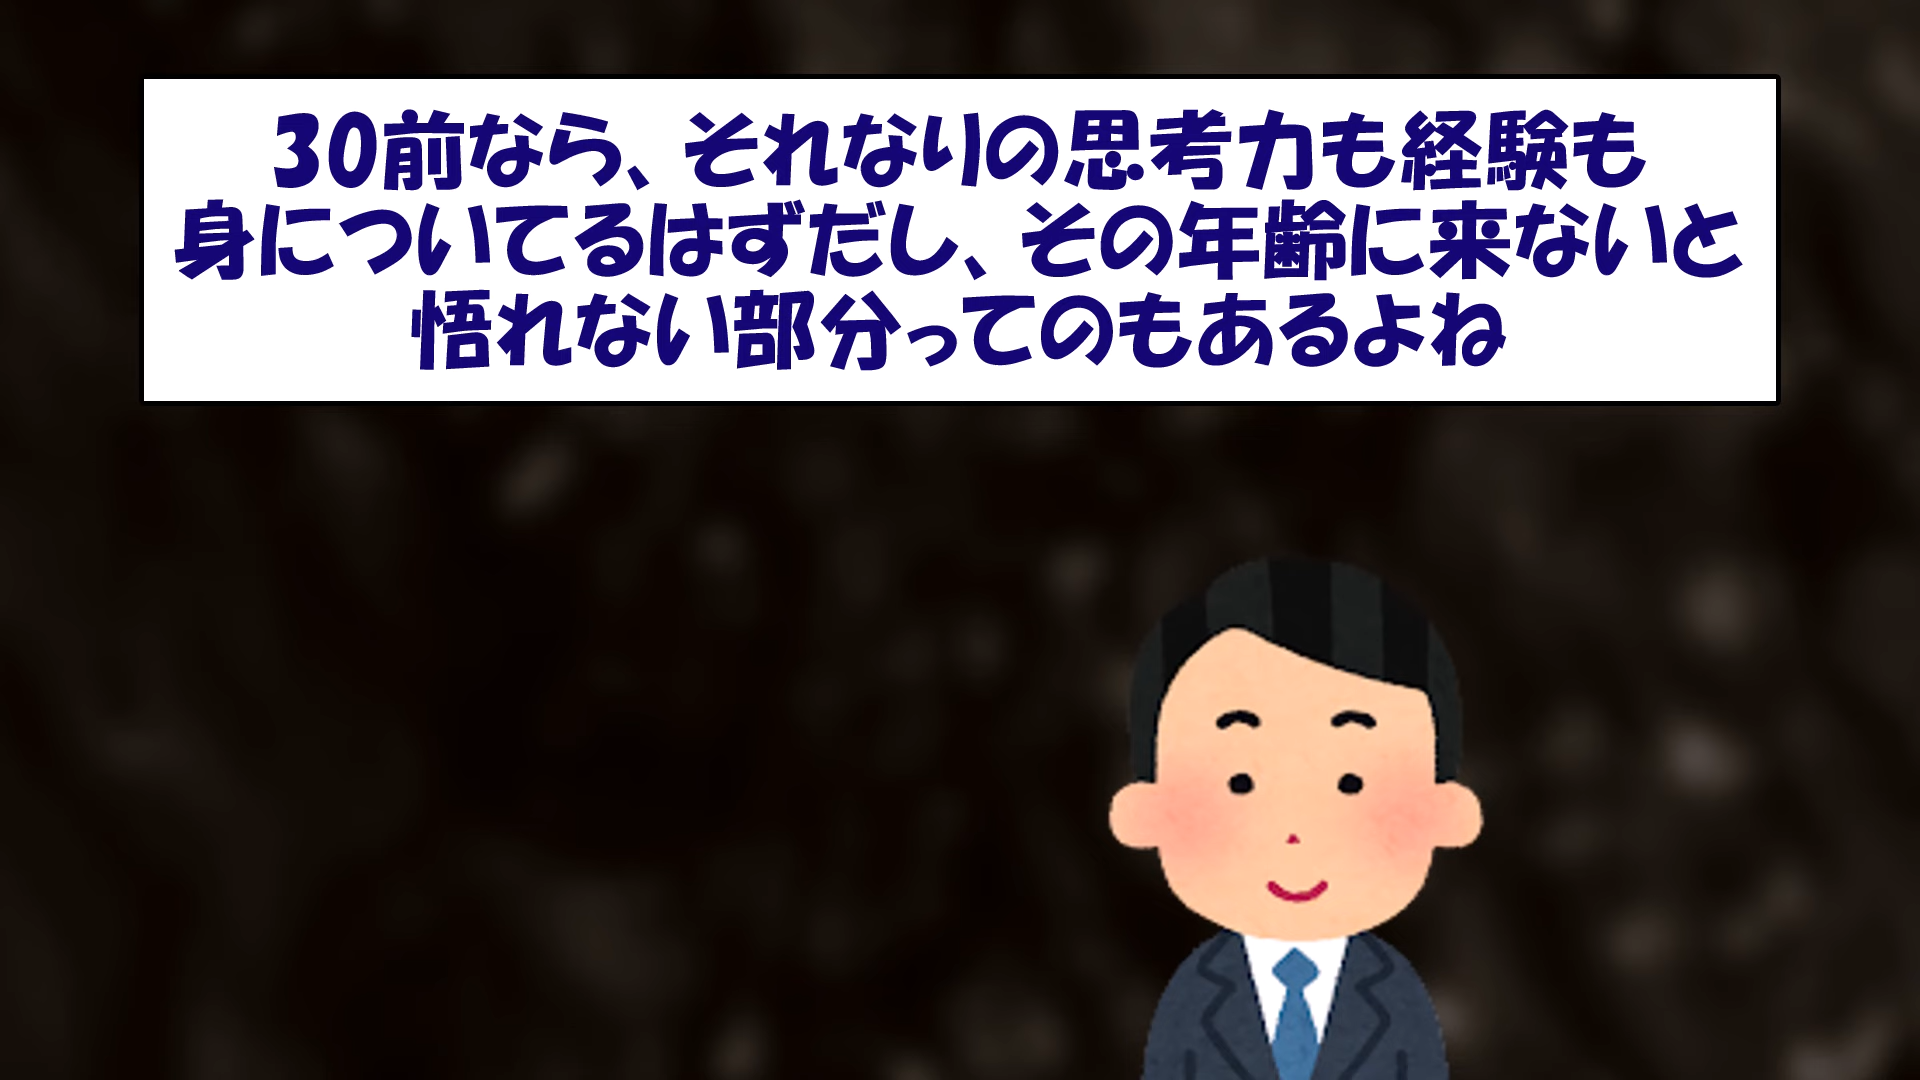 30前なら、それなりの思考力も経験も
身についてるはずだし、その年齢に来ないと
悟れない部分ってのもあるよね